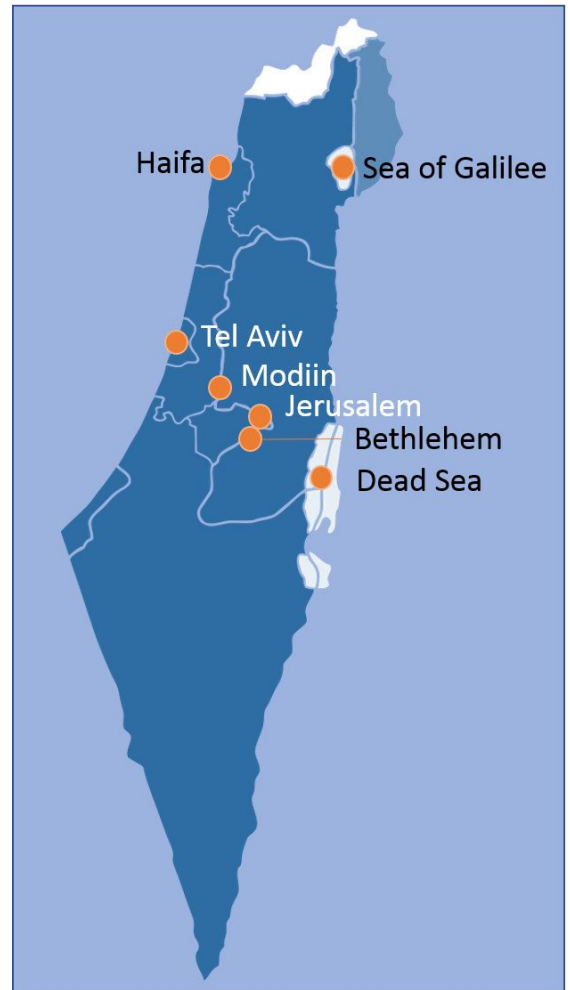 Haifa
Sea of Galilee
Tel Aviv
Modiin
Jerusalem
Bethlehem
Dead Sea